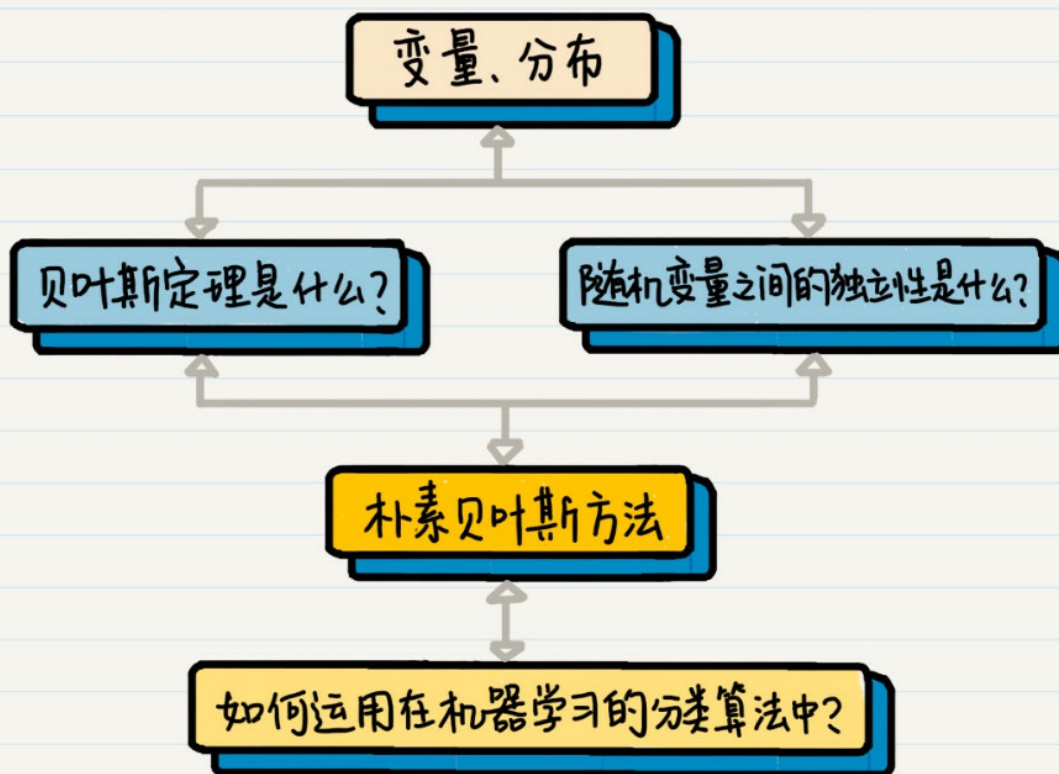 变量、分布
贝叶斯定理是什么?
随机变量之间的独立性是什么?
朴素贝叶斯方法
如何运用在机器学习的分类算法中?